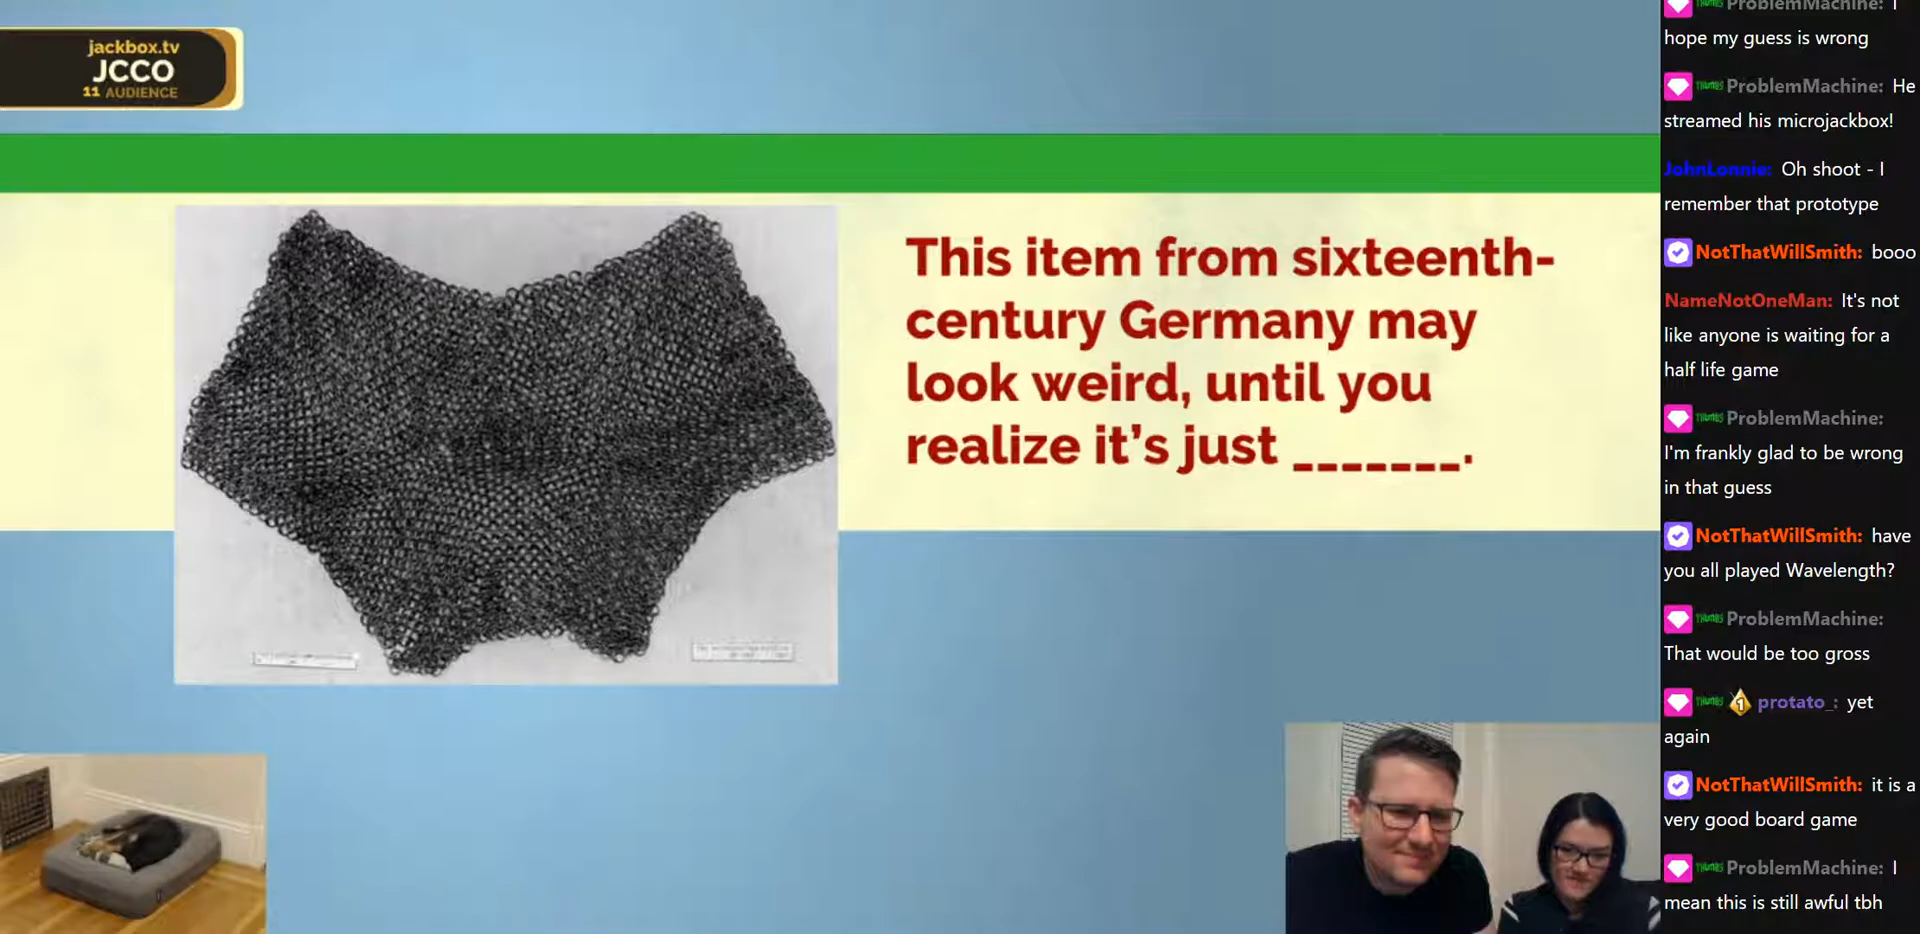 jackbox.tv
JCCO
11 AUDIENCE
This item from sixteenth-
century Germany may
look weird, until you
realize it's just _______.
ProblemMachine: I
hope my guess is wrong
ProblemMachine: He
streamed his microjackbox!
JohnLonnie: Oh shoot - I
remember that prototype
NotThatWillSmith: booo
NameNotOneMan: It's not
like anyone is waiting for a
half life game
ProblemMachine:
I'm frankly glad to be wrong
in that guess
NotThatWillSmith: have
you all played Wavelength?
ProblemMachine:
That would be too gross
1 protato_: yet
again
NotThatWillSmith: it is a
very good board game
ProblemMachine: I
mean this is still awful tbh